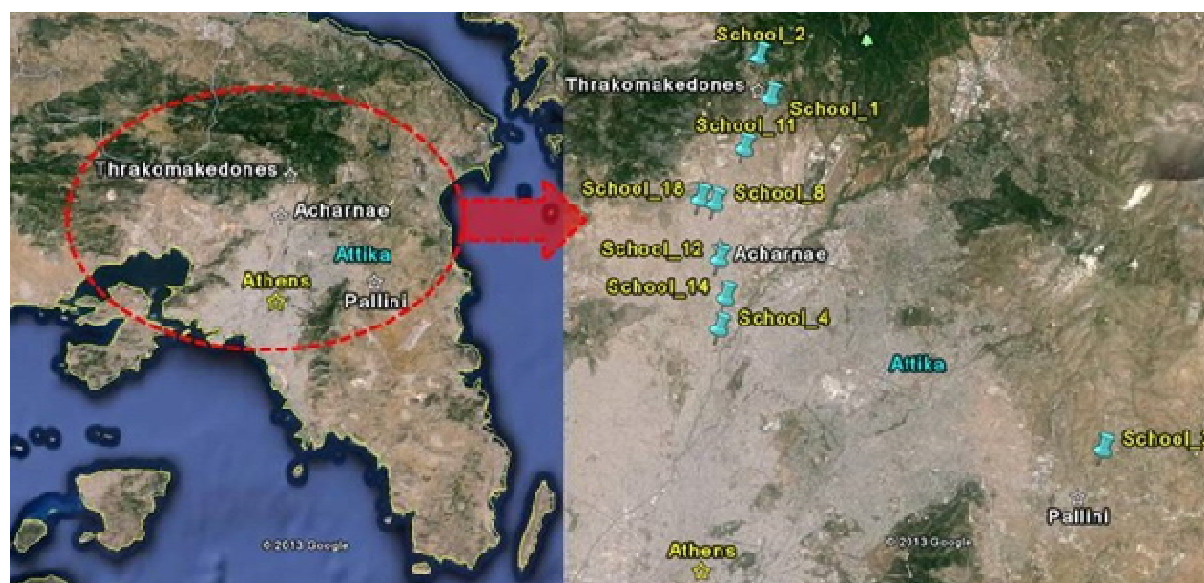 Thrakomakedones
Acharnae
Attika
Athens
Pallini
© 2013 Google
School_2
Thrakomakedones
School_1
School_11
School_18
School_8
School_12
Acharnae
School_14
School_4
Attika
Pallini
© 2013 Google
Athens